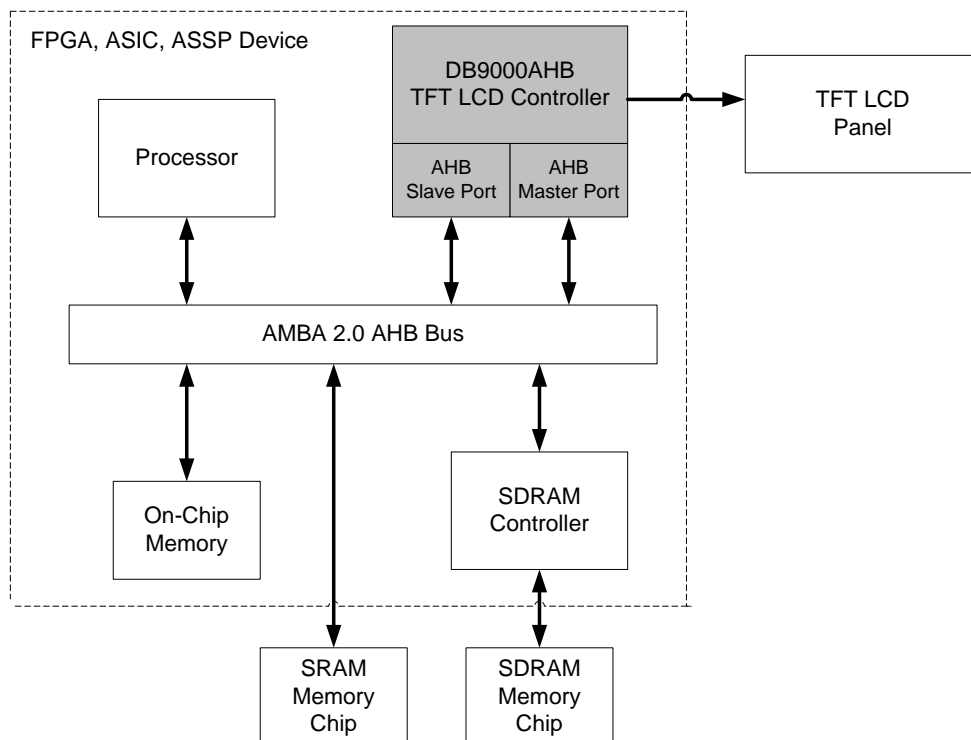 FPGA, ASIC, ASSP Device
DB9000AHB
TFT LCD Controller
TFT LCD
Panel
Processor
AHB
Slave Port
AHB
Master Port
AMBA 2.0 AHB Bus
On-Chip
Memory
SDRAM
Controller
SRAM
Memory
Chip
SDRAM
Memory
Chip